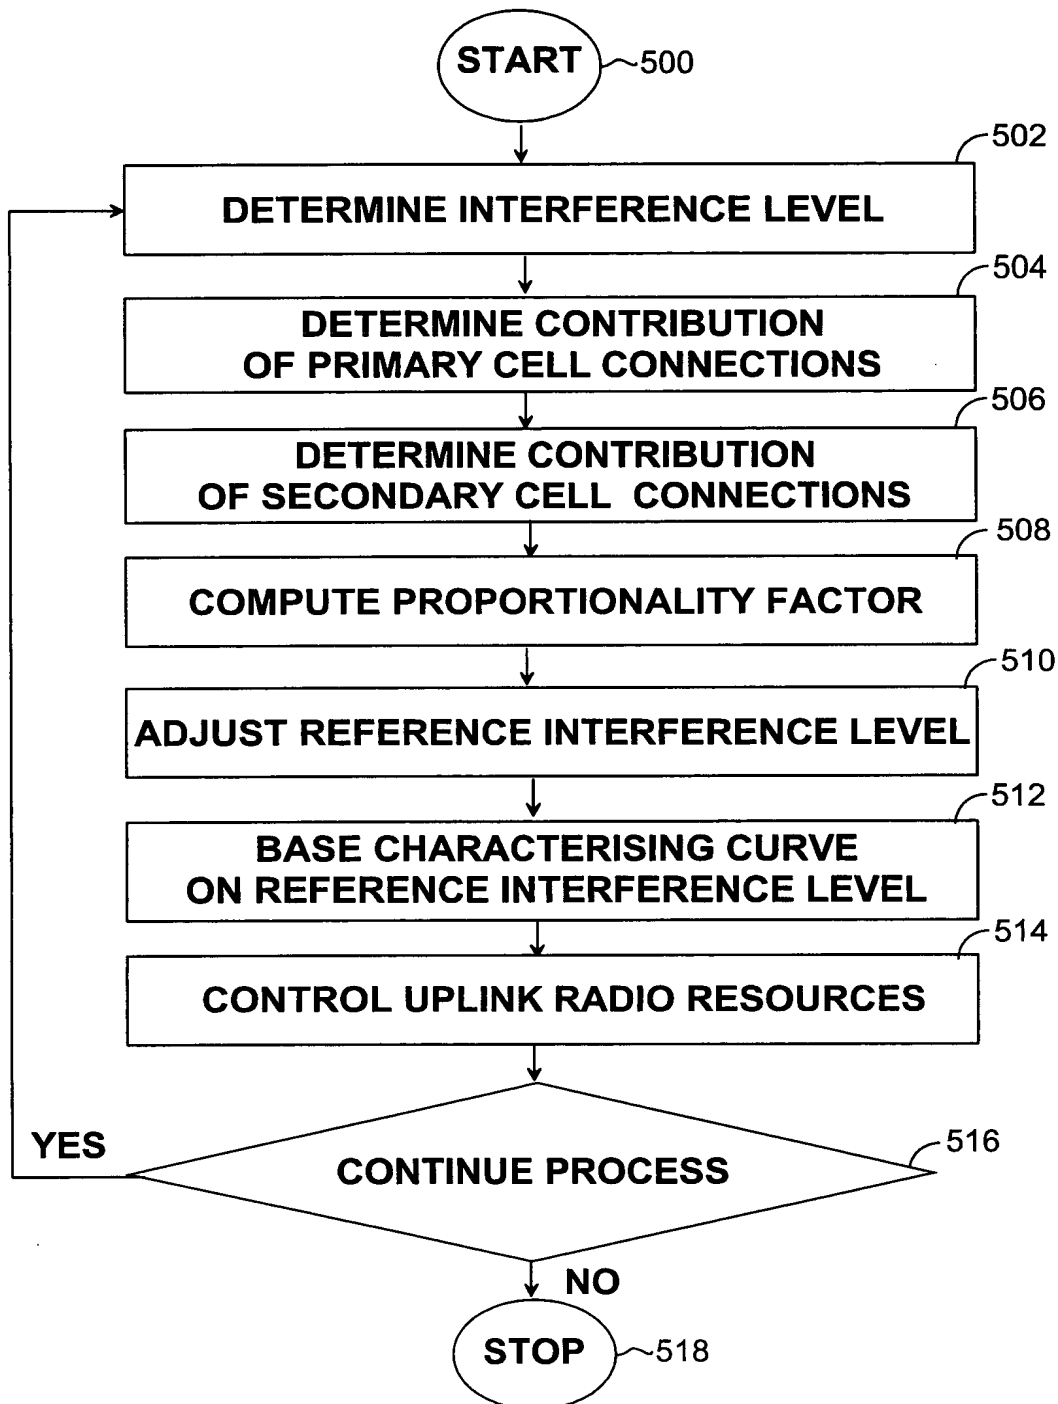 START
500
502
DETERMINE INTERFERENCE LEVEL
504
DETERMINE CONTRIBUTION
OF PRIMARY CELL CONNECTIONS
506
DETERMINE CONTRIBUTION
OF SECONDARY CELL CONNECTIONS
508
COMPUTE PROPORTIONALITY FACTOR
510
ADJUST REFERENCE INTERFERENCE LEVEL
512
BASE CHARACTERISING CURVE
ON REFERENCE INTERFERENCE LEVEL
514
CONTROL UPLINK RADIO RESOURCES
YES
516
CONTINUE PROCESS
NO
STOP
518